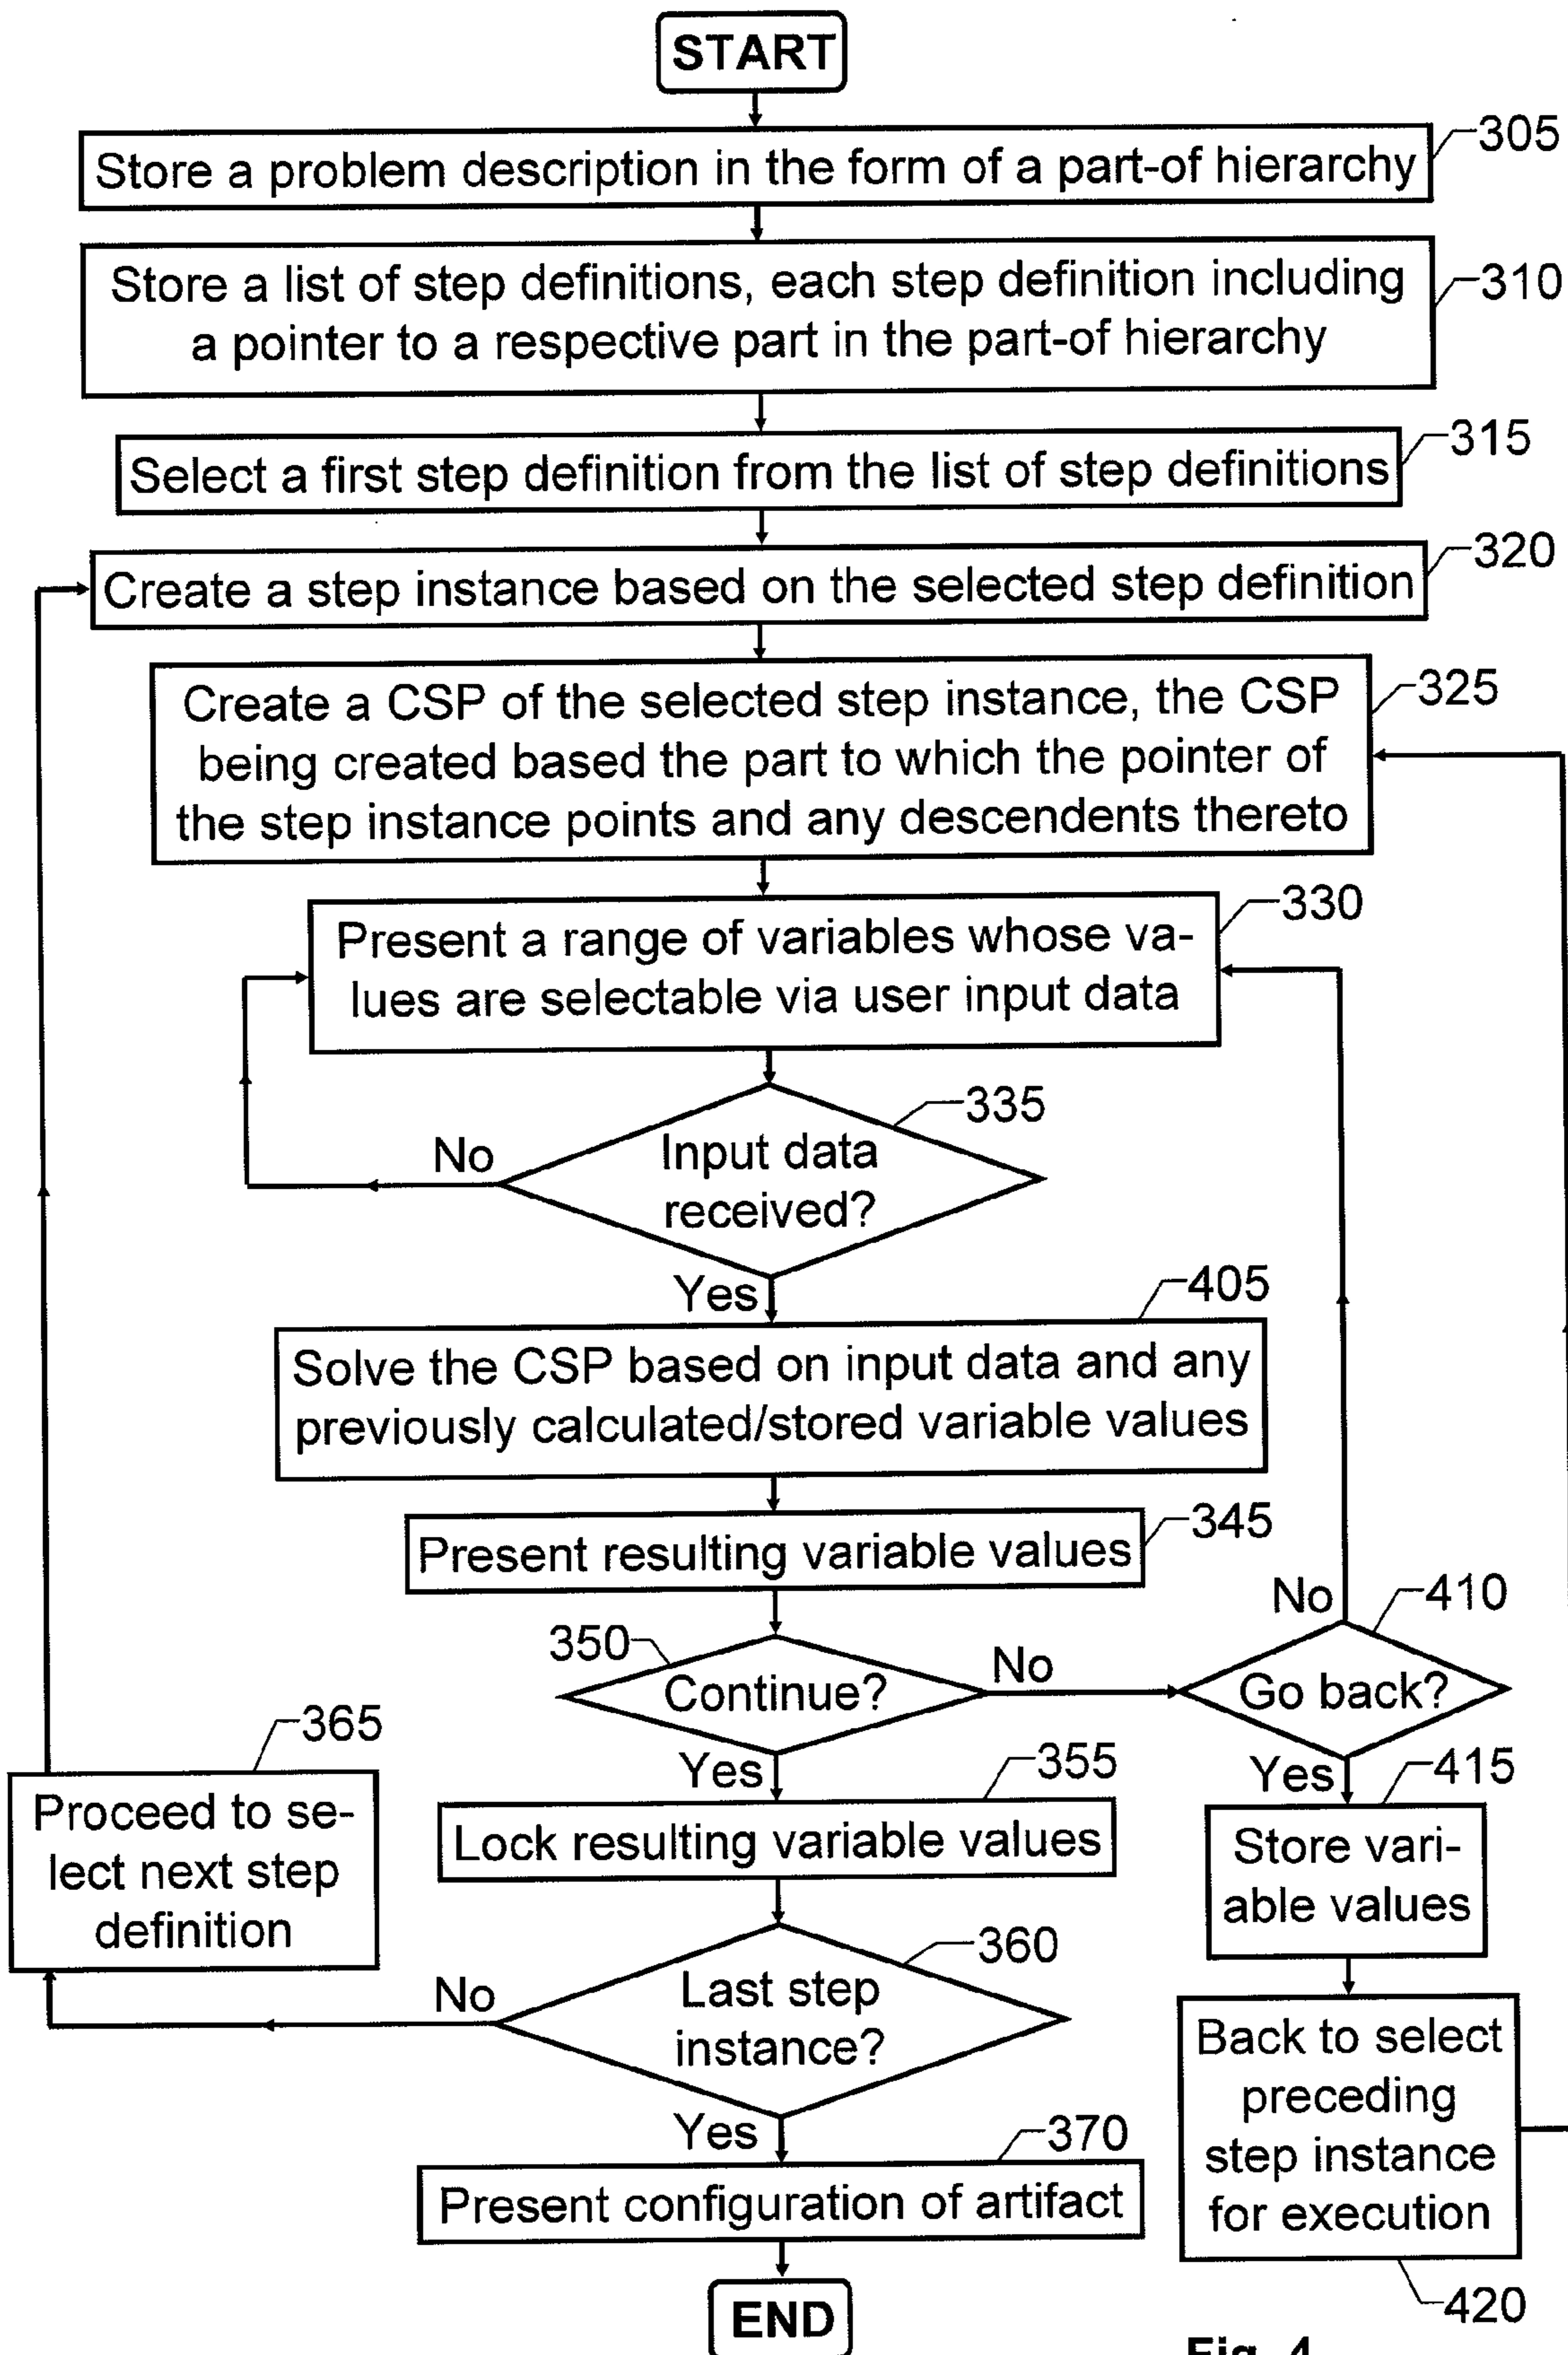 START
305
Store a problem description in the form of a part-of hierarchy
310
Store a list of step definitions, each step definition including
a pointer to a respective part in the part-of hierarchy
315
Select a first step definition from the list of step definitions
320
Create a step instance based on the selected step definition
325
Create a CSP of the selected step instance, the CSP
being created based the part to which the pointer of
the step instance points and any descendents thereto
330
Present a range of variables whose va-
lues are selectable via user input data
335
No
Input data
received?
Yes
405
Solve the CSP based on input data and any
previously calculated/stored variable values
345
Present resulting variable values
350
Continue?
No
No
410
Go back?
365
Proceed to se-
lect next step
definition
Yes
355
Lock resulting variable values
Yes
415
Store vari-
able values
360
No
Last step
instance?
Back to select
preceding
step instance
for execution
420
Yes
370
Present configuration of artifact
END
Fig. 4